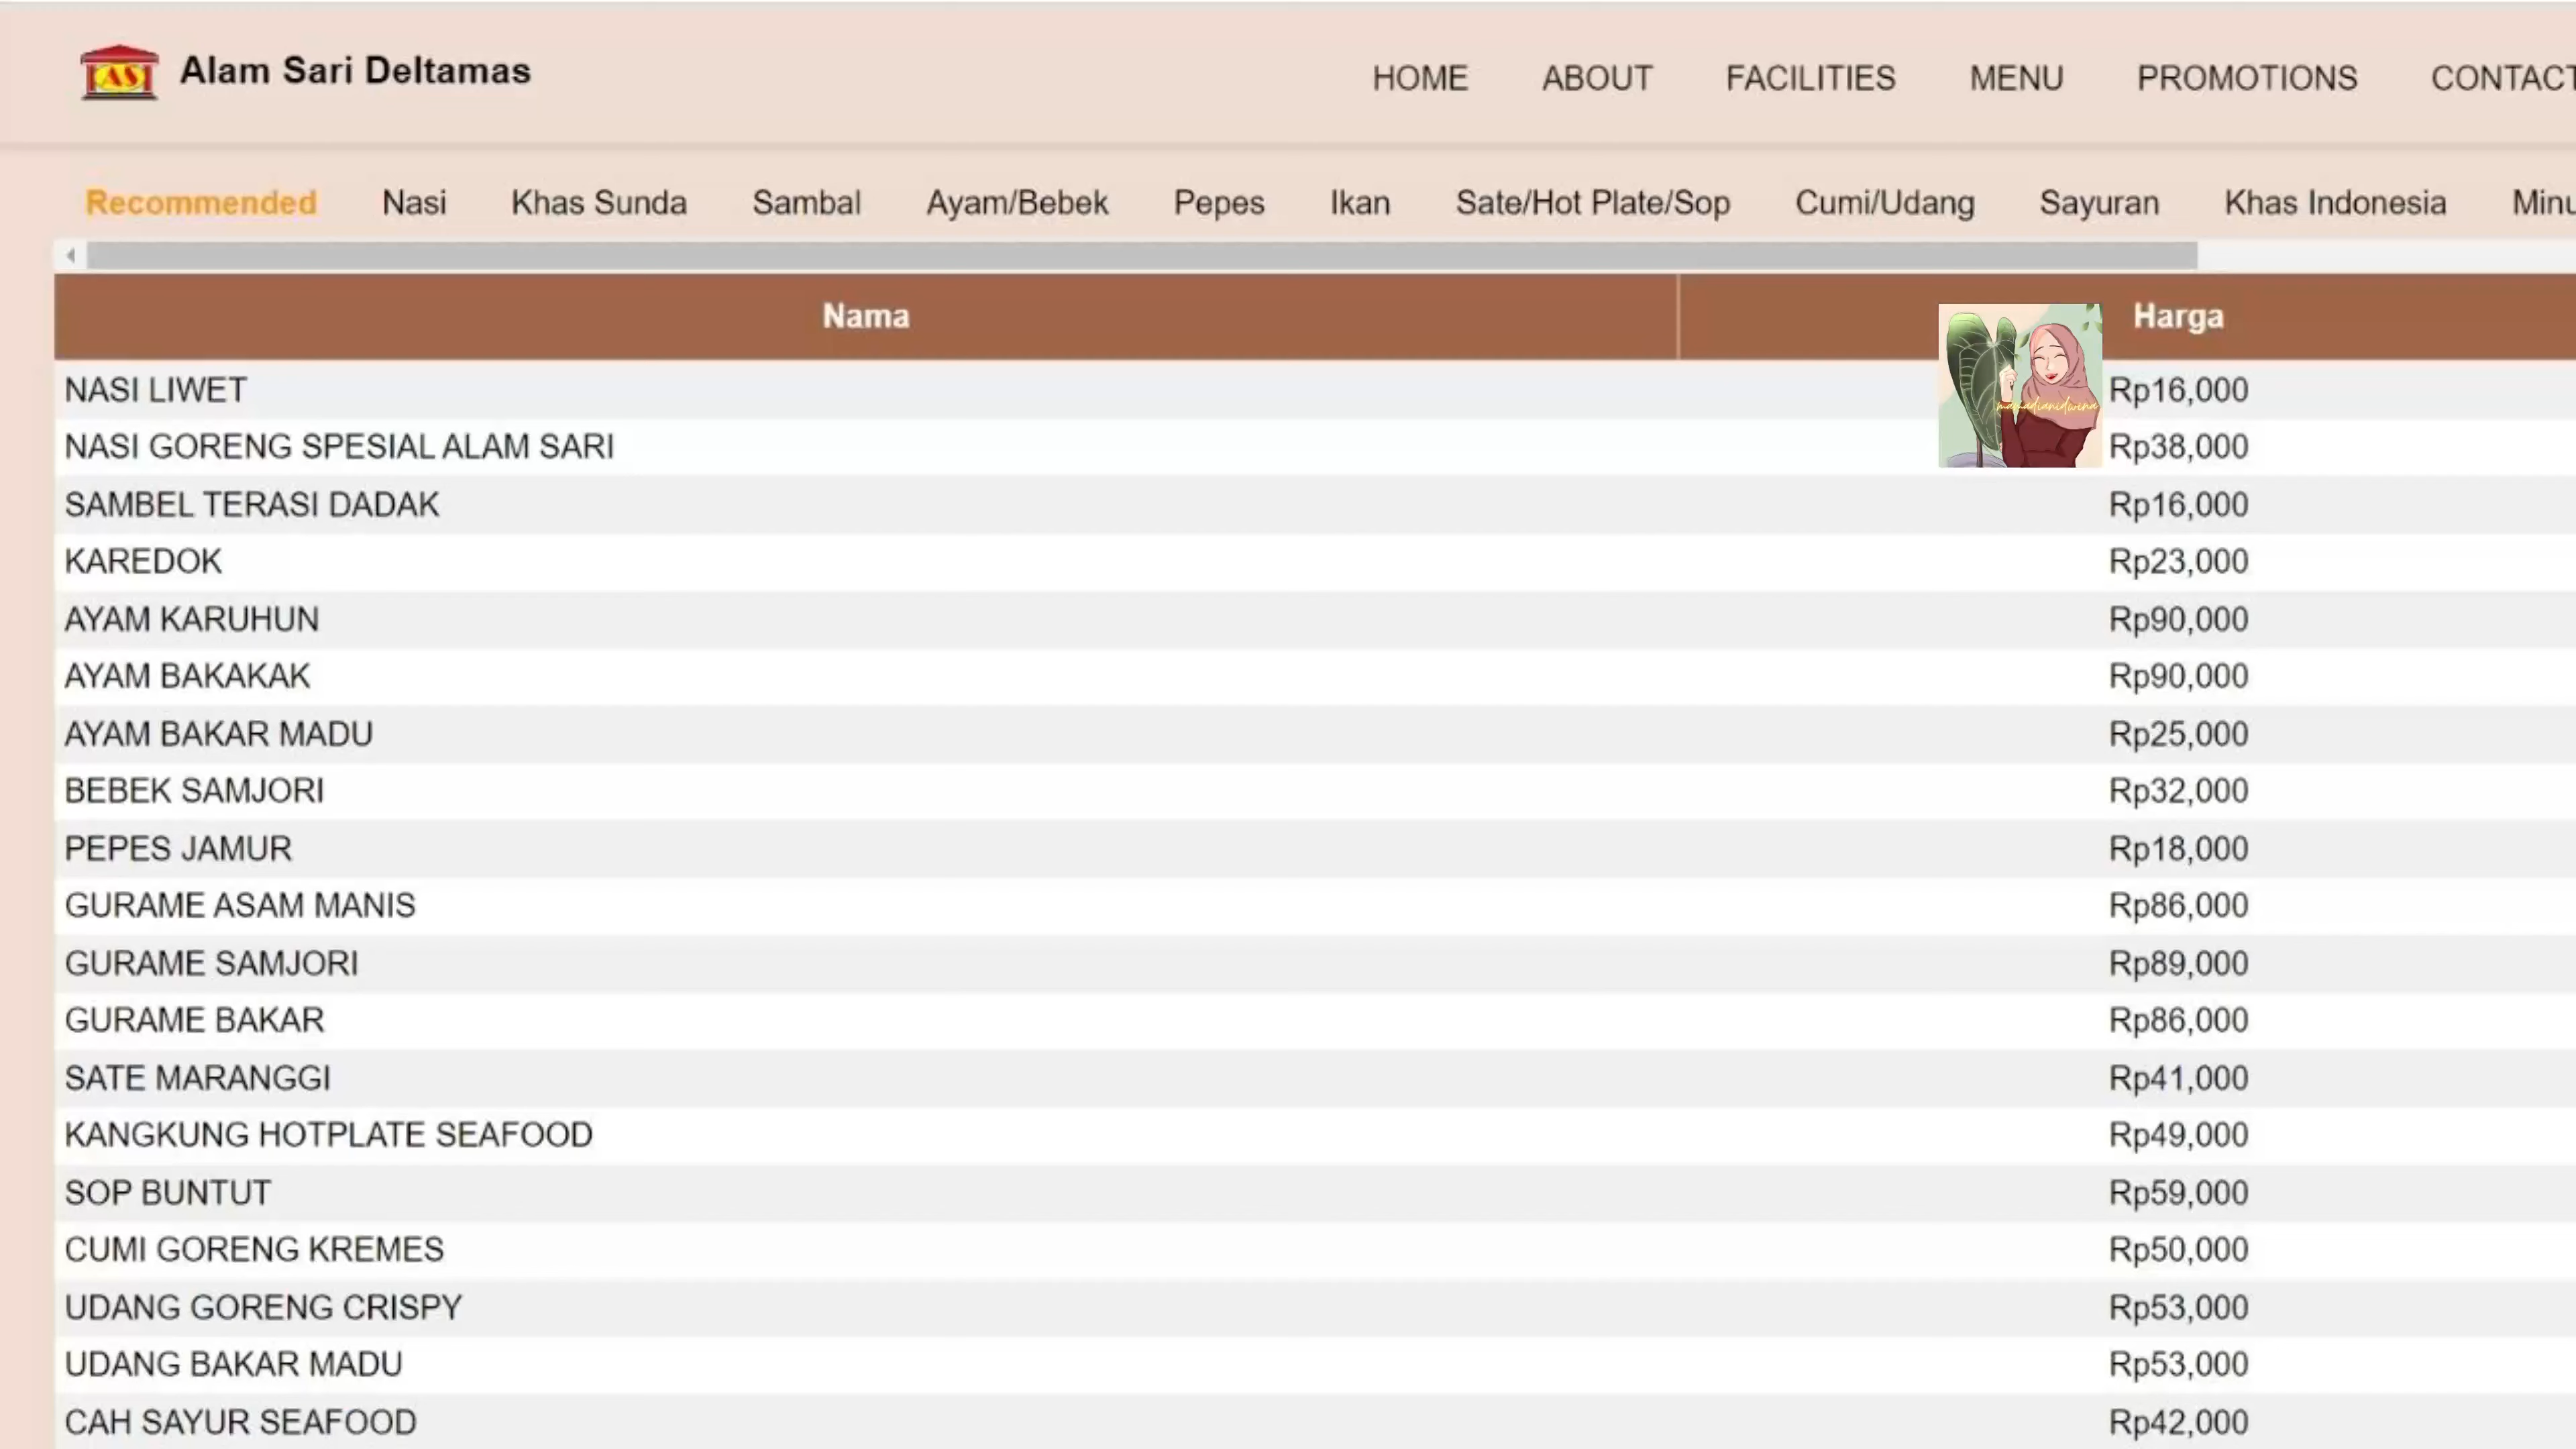 AS Alam Sari Deltamas HOME ABOUT FACILITIES MENU PROMOTIONS CONTACT
Recommended Nasi Khas Sunda Sambal Ayam/Bebek Pepes Ikan Sate/Hot Plate/Sop Cumi/Udang Sayuran Khas Indonesia Minu
Nama Harga
NASI LIWET Rp16,000
mamadianidwina
NASI GORENG SPESIAL ALAM SARI Rp38,000
SAMBEL TERASI DADAK Rp16,000
KAREDOK Rp23,000
AYAM KARUHUN Rp90,000
AYAM BAKAKAK Rp90,000
AYAM BAKAR MADU Rp25,000
BEBEK SAMJORI Rp32,000
PEPES JAMUR Rp18,000
GURAME ASAM MANIS Rp86,000
GURAME SAMJORI Rp89,000
GURAME BAKAR Rp86,000
SATE MARANGGI Rp41,000
KANGKUNG HOTPLATE SEAFOOD Rp49,000
SOP BUNTUT Rp59,000
CUMI GORENG KREMES Rp50,000
UDANG GORENG CRISPY Rp53,000
UDANG BAKAR MADU Rp53,000
CAH SAYUR SEAFOOD Rp42,000